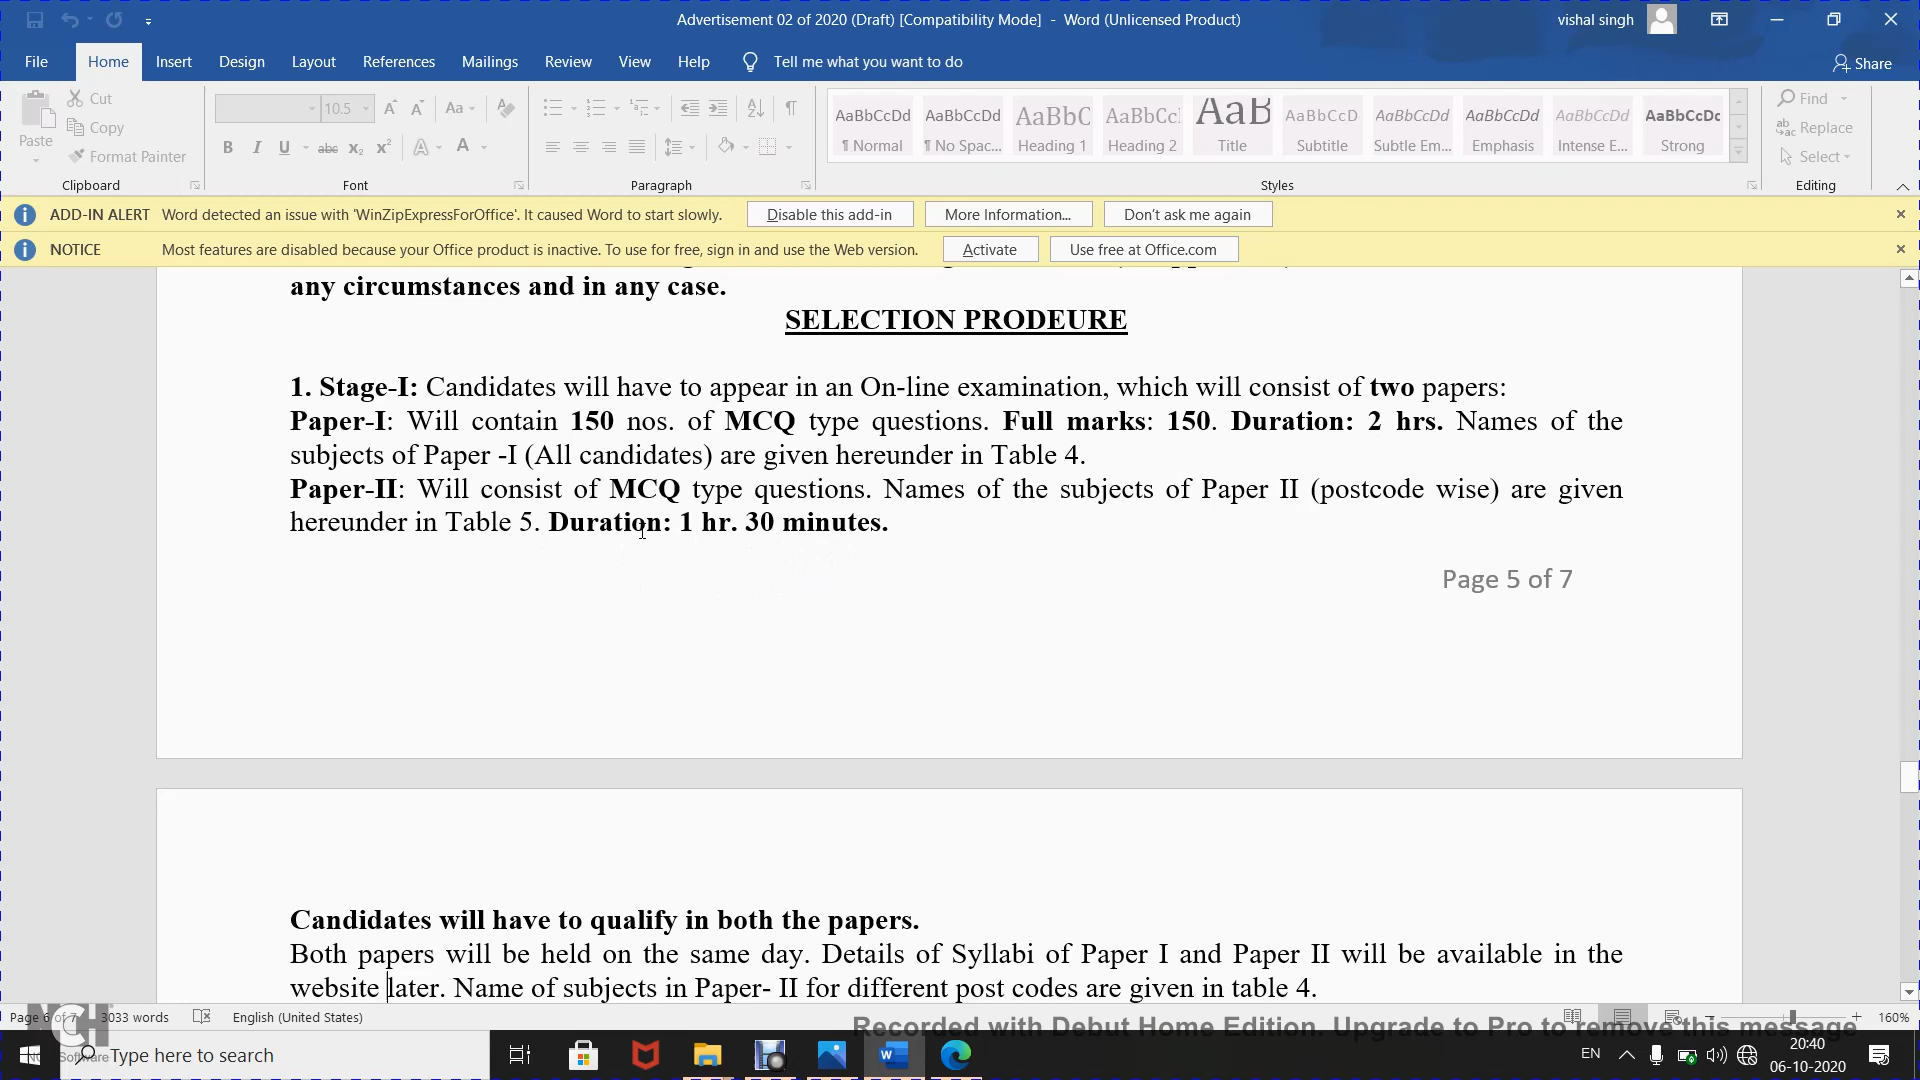 Advertisement 02 of 2020 (Draft) [Compatibility Mode] - Word (Unlicensed Product)
vishal singh
File Home Insert Design Layout References Mailings Review View Help Tell me what you want to do
Share
Paste
Cut
Copy
Format Painter
Clipboard
10.5
Font
Paragraph
AaBbCcDd AaBbCcDd AaBbC AaBbCc AaB AaBbCcD AaBbCcDd AaBbCcDd AaBbCcDd AaBbCcDc
¶ Normal ¶ No Spac... Heading 1 Heading 2 Title Subtitle Subtle Em... Emphasis Intense E... Strong
Styles
Find
Replace
Select
Editing
ADD-IN ALERT Word detected an issue with 'WinZipExpressForOffice'. It caused Word to start slowly. Disable this add-in More Information... Don't ask me again
NOTICE Most features are disabled because your Office product is inactive. To use for free, sign in and use the Web version. Activate Use free at Office.com
any circumstances and in any case.
SELECTION PRODEURE
1. Stage-I: Candidates will have to appear in an On-line examination, which will consist of two papers:
Paper-I: Will contain 150 nos. of MCQ type questions. Full marks: 150. Duration: 2 hrs. Names of the
subjects of Paper -I (All candidates) are given hereunder in Table 4.
Paper-II: Will consist of MCQ type questions. Names of the subjects of Paper II (postcode wise) are given
hereunder in Table 5. Duration: 1 hr. 30 minutes.
Page 5 of 7
Candidates will have to qualify in both the papers.
Both papers will be held on the same day. Details of Syllabi of Paper I and Paper II will be available in the
website later. Name of subjects in Paper- II for different post codes are given in table 4.
Page 6 of 7 3033 words English (United States)
160%
Recorded with Debut Home Edition. Upgrade to Pro to remove this message
NCH Software
Type here to search
EN
20:40
06-10-2020